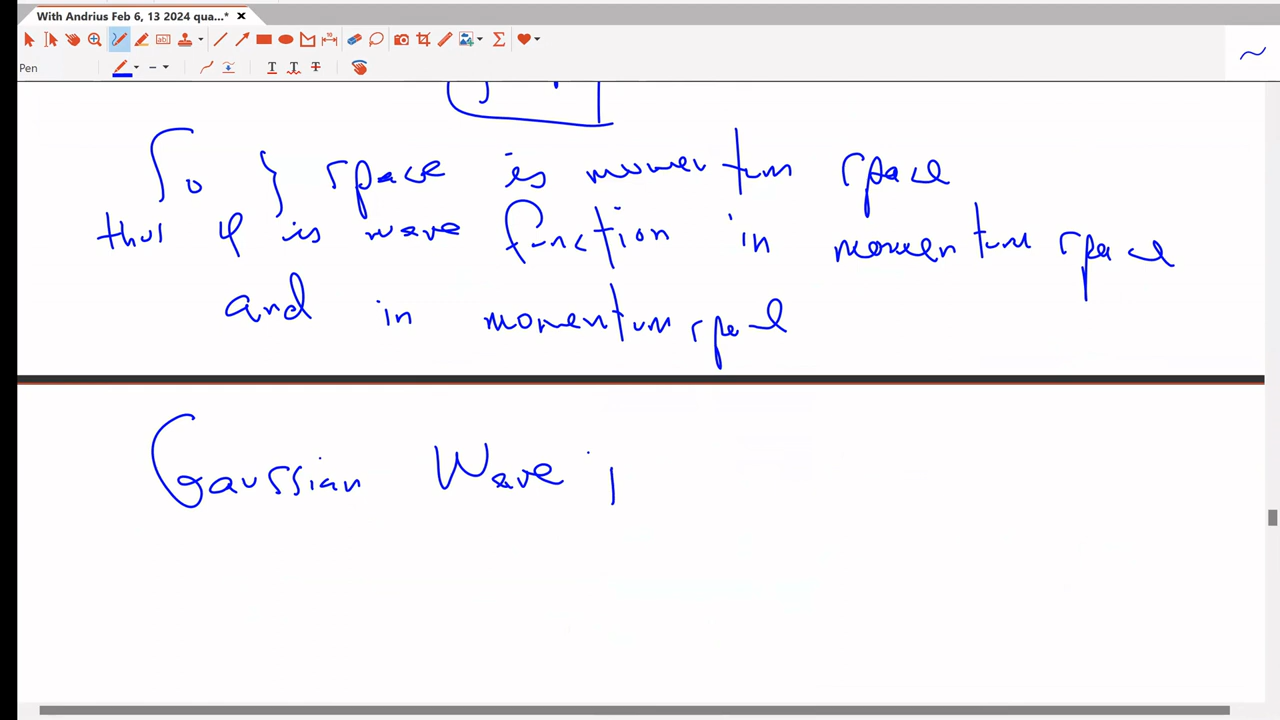 With Andrius Feb 6, 13 2024 qua...*
Pen
So } space is momentum space
thus φ is wave function in momentum space
and in momentum space
Gaussian Wave